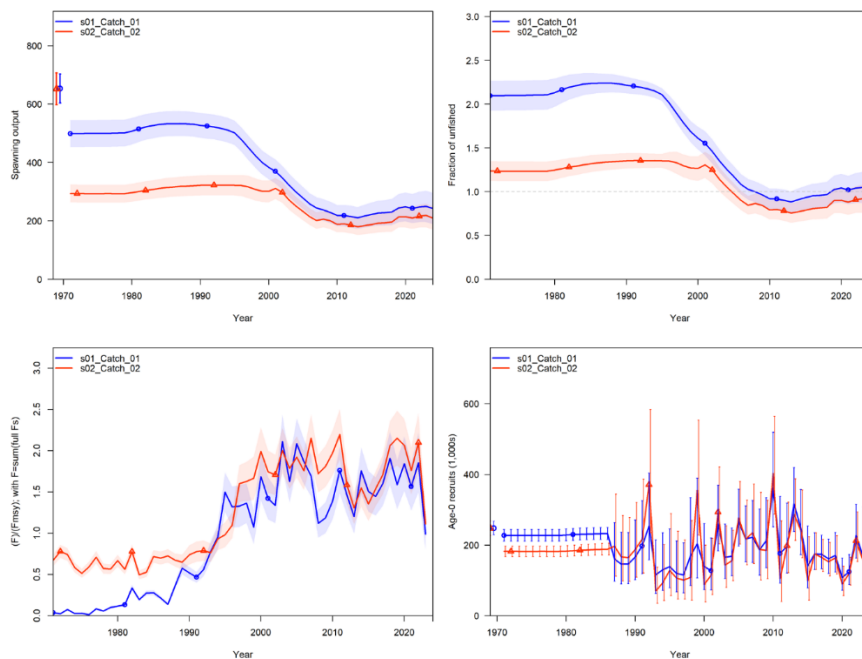 s01_Catch_01
s02_Catch_02
Spawning output
0
200
400
600
800
1970
1980
1990
2000
2010
2020
Year
s01_Catch_01
s02_Catch_02
Fraction of unfished
0.0
0.5
1.0
1.5
2.0
2.5
3.0
1980
1990
2000
2010
2020
Year
s01_Catch_01
s02_Catch_02
(F)/(Fmsy); with F=sum(full Fs)
0.0
0.5
1.0
1.5
2.0
2.5
3.0
1980
1990
2000
2010
2020
Year
s01_Catch_01
s02_Catch_02
Age-0 recruits (1,000s)
0
200
400
600
1970
1980
1990
2000
2010
2020
Year